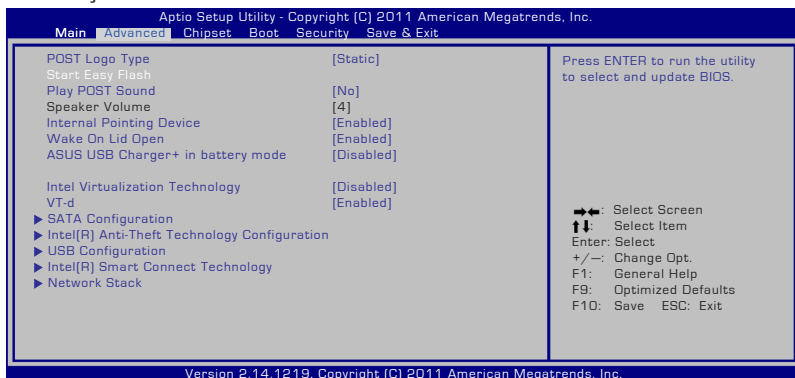 Aptio Setup Utility - Copyright (C) 2011 American Megatrends, Inc.
Main Advanced Chipset Boot Security Save & Exit
POST Logo Type [Static]
Start Easy Flash
Play POST Sound [No]
Speaker Volume [4]
Internal Pointing Device [Enabled]
Wake On Lid Open [Enabled]
ASUS USB Charger+ in battery mode [Disabled]
Intel Virtualization Technology [Disabled]
VT-d [Enabled]
SATA Configuration
Intel(R) Anti-Theft Technology Configuration
USB Configuration
Intel(R) Smart Connect Technology
Network Stack
Press ENTER to run the utility
to select and update BIOS.
→←: Select Screen
↑↓: Select Item
Enter: Select
+/—: Change Opt.
F1: General Help
F9: Optimized Defaults
F10: Save ESC: Exit
Version 2.14.1219. Copyright (C) 2011 American Megatrends, Inc.